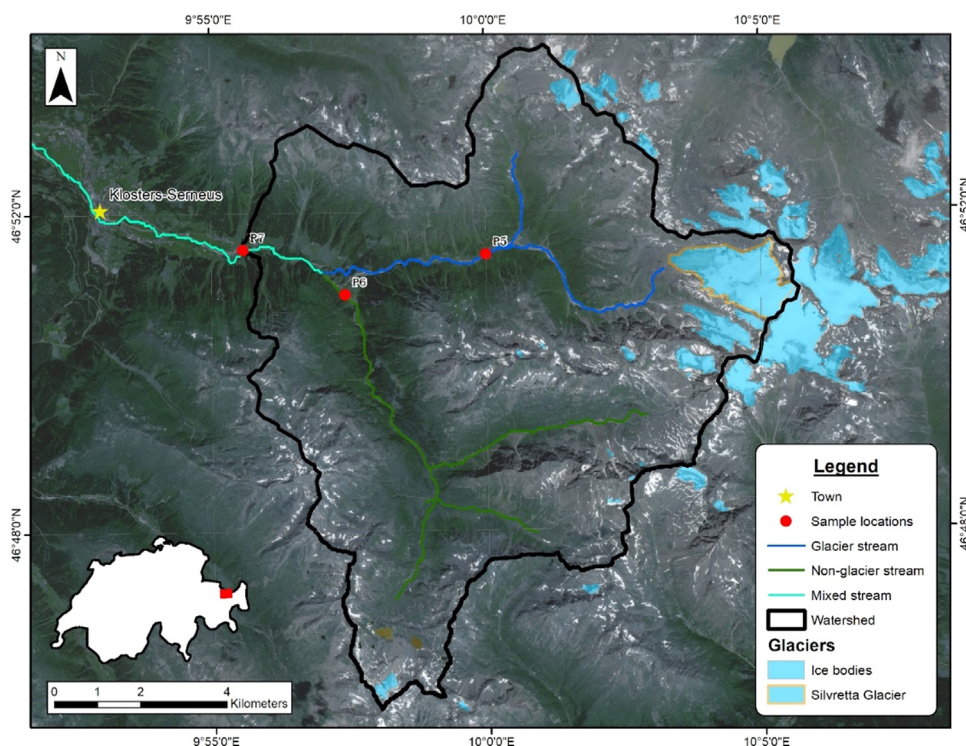 9°55'0"E 10°0'0"E 10°5'0"E
N
46°52'0"N
46°52'0"N
Klosters-Serneus
P7
P5
P6
46°48'0"N
46°48'0"N
Legend
Town
Sample locations
Glacier stream
Non-glacier stream
Mixed stream
Watershed
Glaciers
Ice bodies
Silvretta Glacier
0 1 2 4
Kilometers
9°55'0"E 10°0'0"E 10°5'0"E